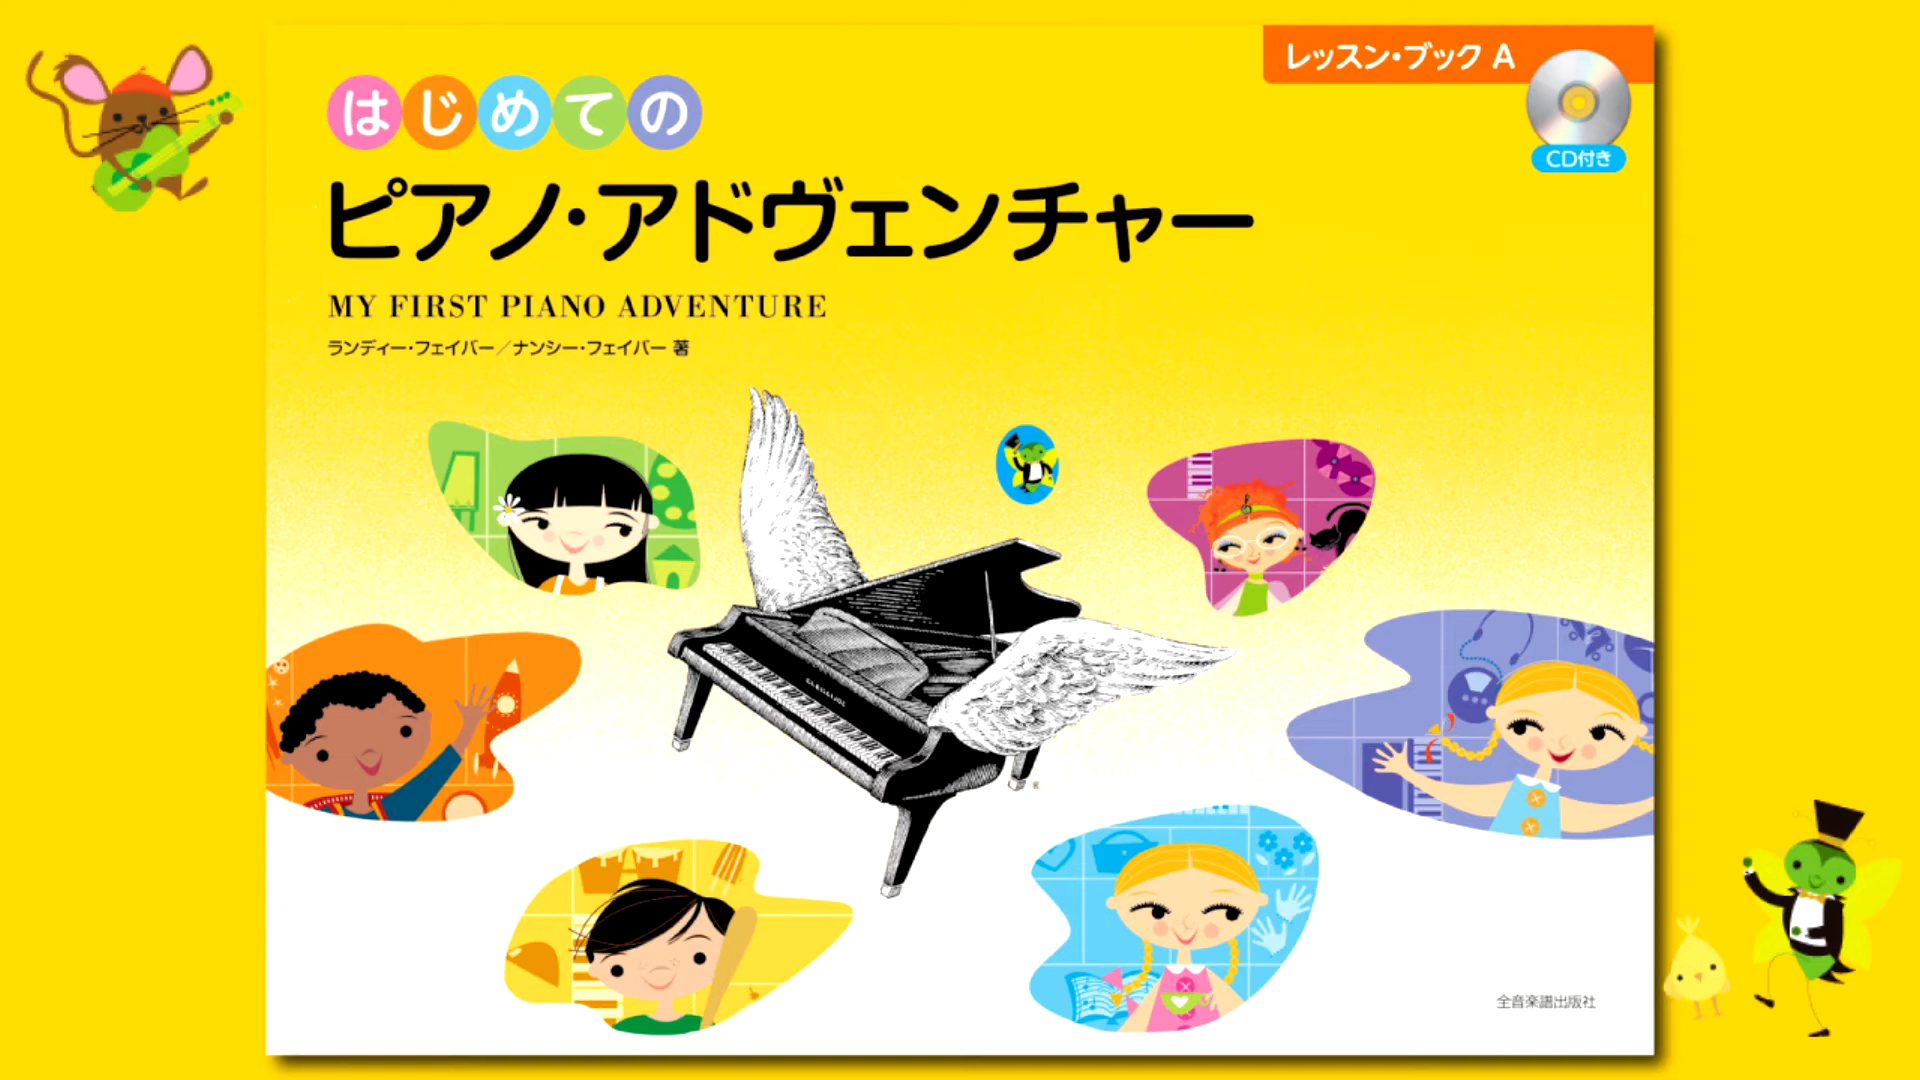 レッスン・ブック A
CD付き
はじめての
ピアノ・アドヴェンチャー
MY FIRST PIANO ADVENTURE
ランディー・フェイバー／ナンシー・フェイバー 著
全音楽譜出版社